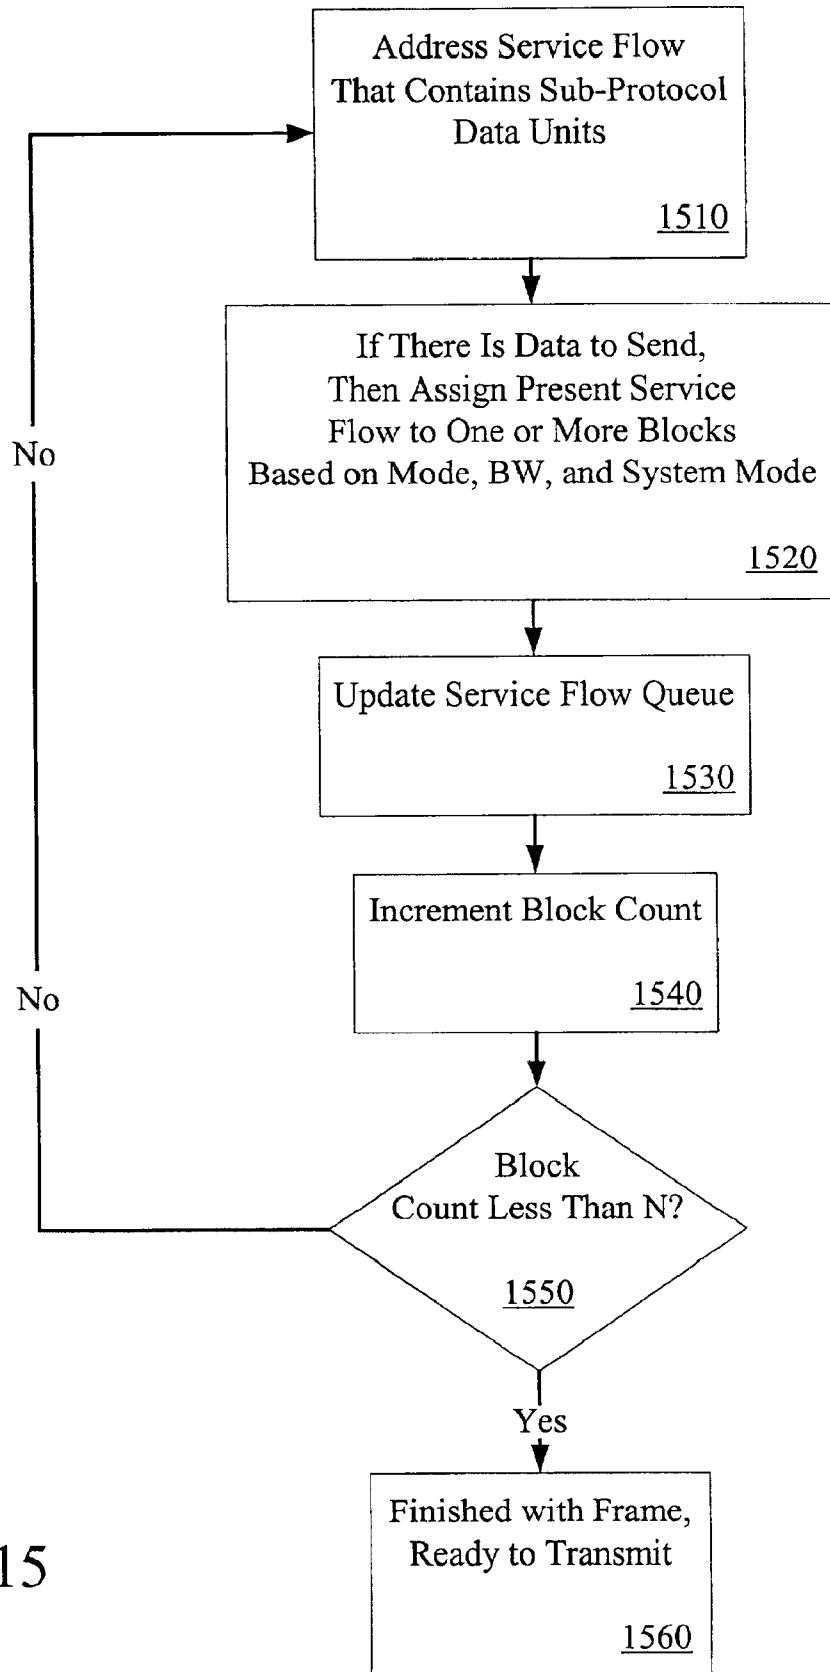 Address Service Flow
That Contains Sub-Protocol
Data Units
1510
If There Is Data to Send,
Then Assign Present Service
Flow to One or More Blocks
Based on Mode, BW, and System Mode
1520
No
Update Service Flow Queue
1530
Increment Block Count
1540
No
Block
Count Less Than N?
1550
Yes
Finished with Frame,
Ready to Transmit
1560
15